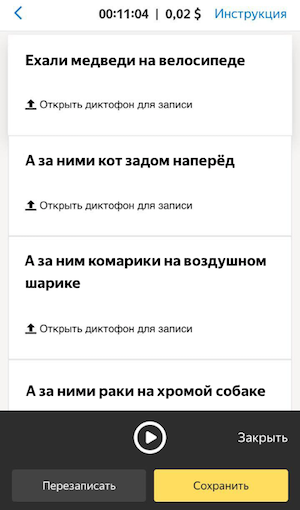 00:11:04 | 0,02 $ Инструкция
Ехали медведи на велосипеде
Открыть диктофон для записи
А за ними кот задом наперёд
Открыть диктофон для записи
А за ним комарики на воздушном
шарике
Открыть диктофон для записи
А за ними раки на хромой собаке
Закрыть
Перезаписать Сохранить